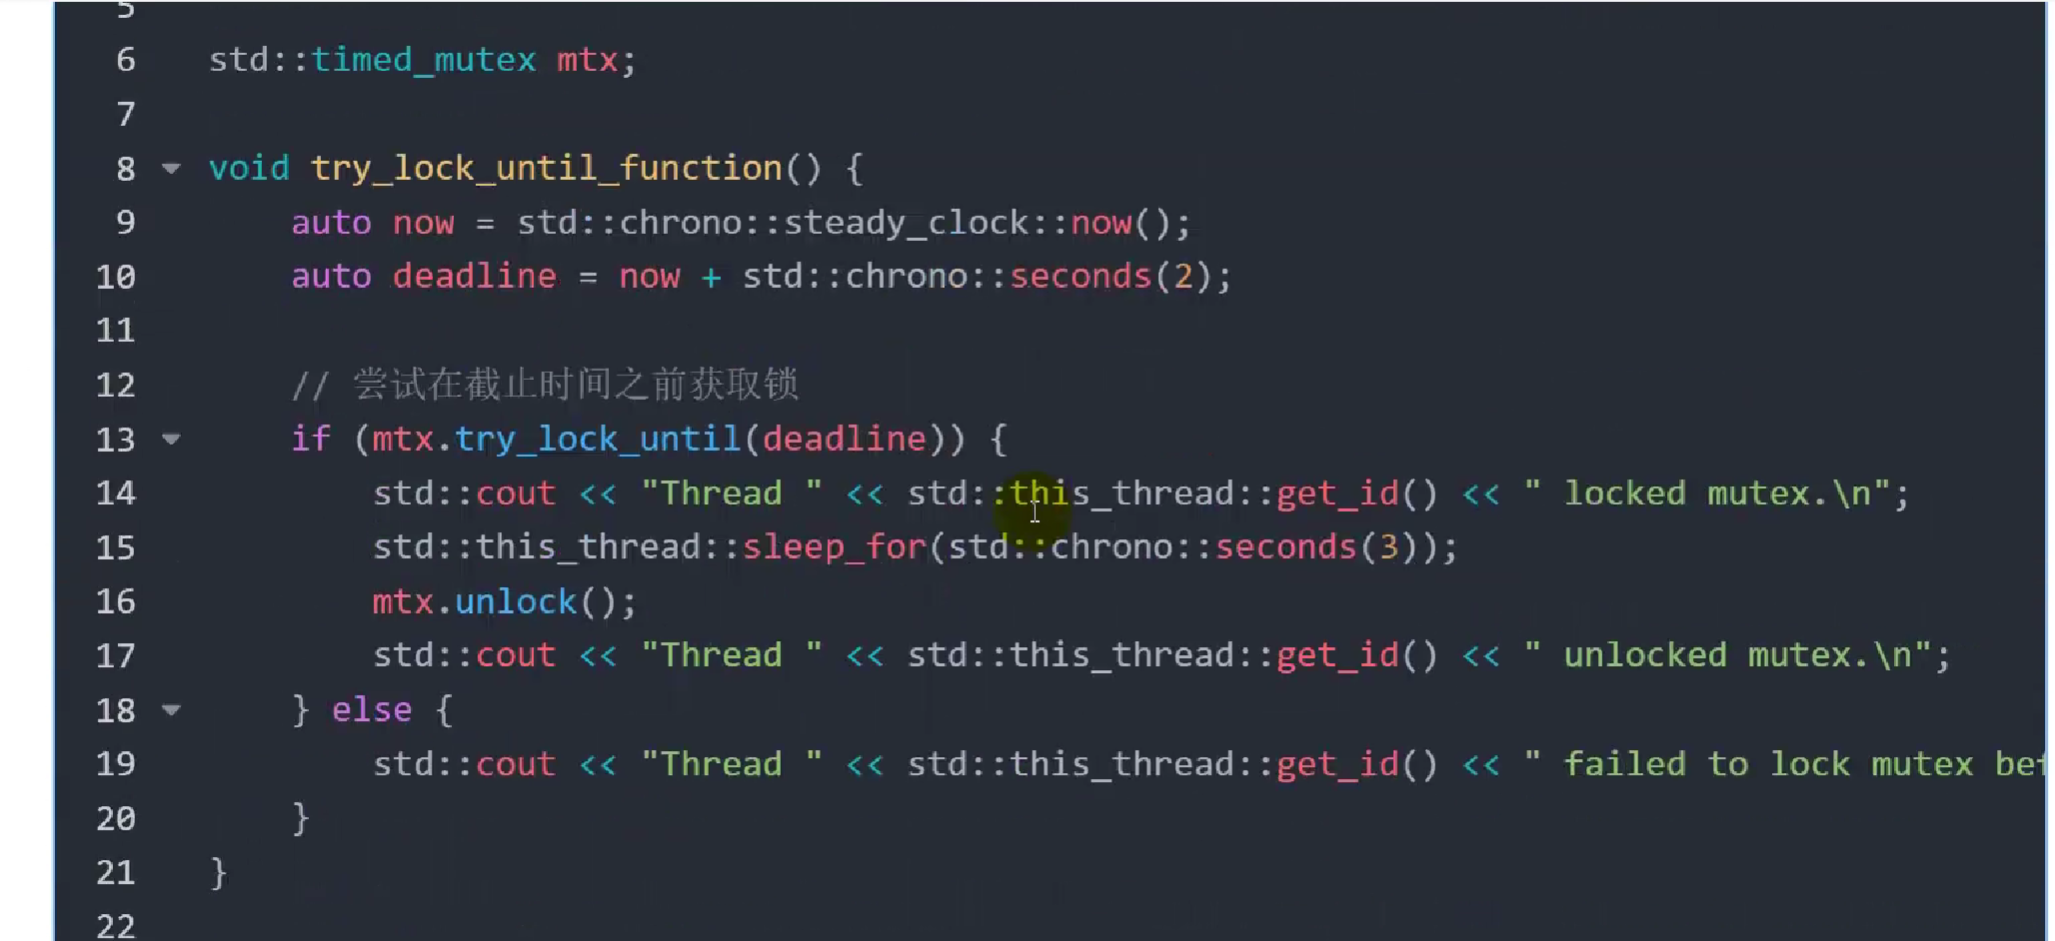 5
6 std::timed_mutex mtx;
7
8 void try_lock_until_function() {
9 auto now = std::chrono::steady_clock::now();
10 auto deadline = now + std::chrono::seconds(2);
11
12 // 尝试在截止时间之前获取锁
13 if (mtx.try_lock_until(deadline)) {
14 std::cout << "Thread " << std::this_thread::get_id() << " locked mutex.\n";
15 std::this_thread::sleep_for(std::chrono::seconds(3));
16 mtx.unlock();
17 std::cout << "Thread " << std::this_thread::get_id() << " unlocked mutex.\n";
18 } else {
19 std::cout << "Thread " << std::this_thread::get_id() << " failed to lock mutex
20 }
21 }
22